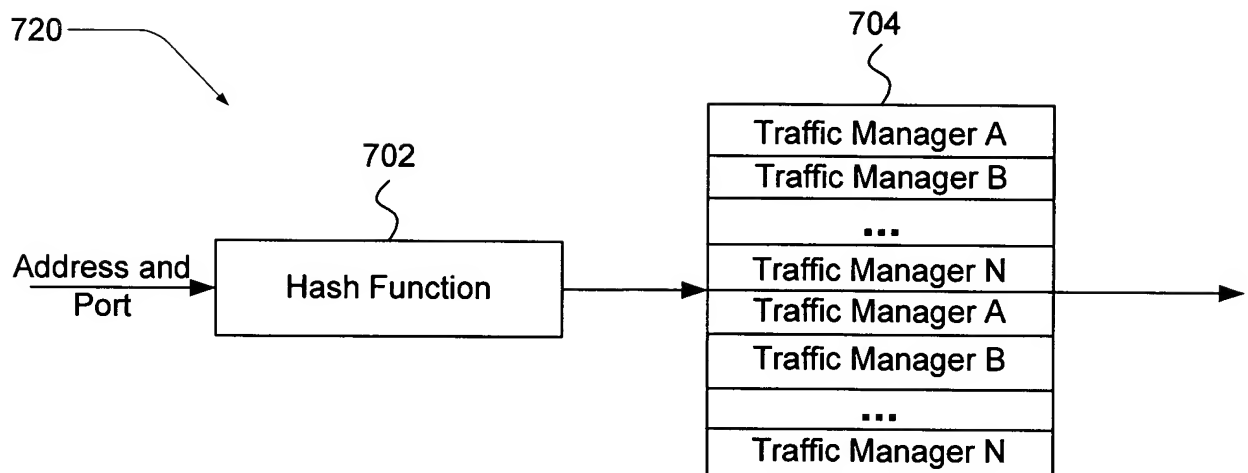 720
704
702
Address and
Port
Hash Function
Traffic Manager A
Traffic Manager B
...
Traffic Manager N
Traffic Manager A
Traffic Manager B
...
Traffic Manager N